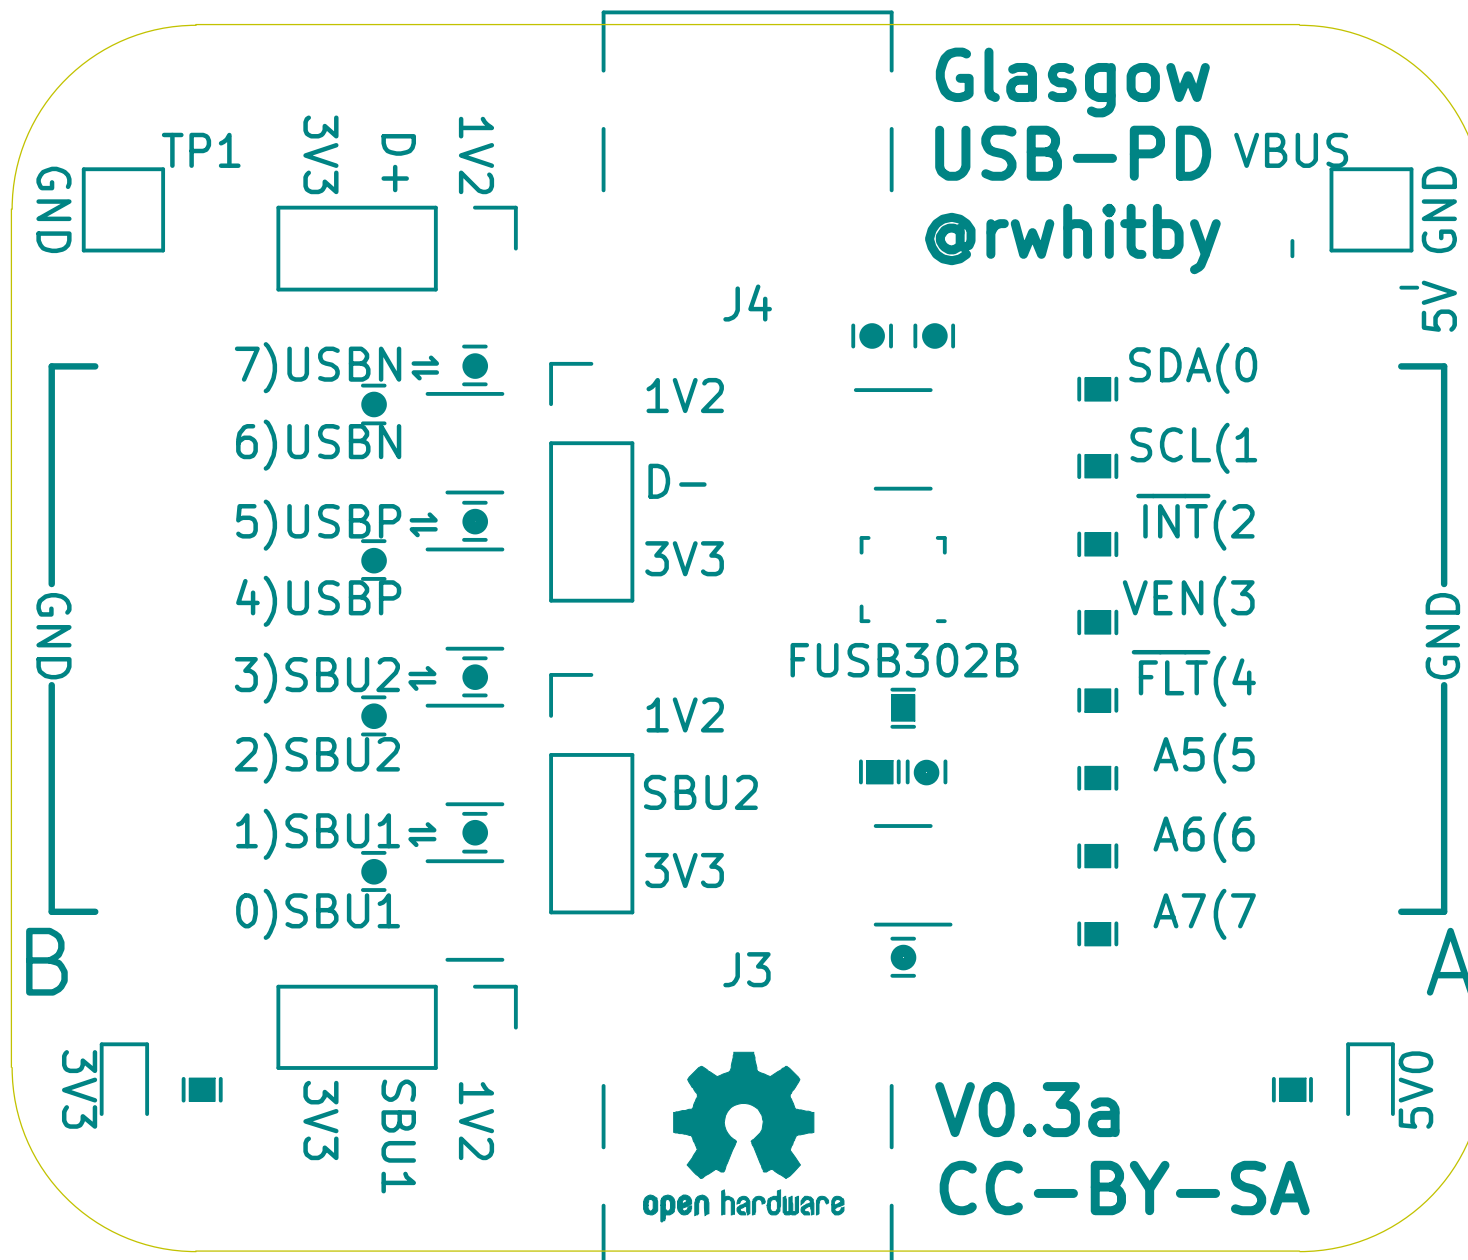 Glasgow
USB-PD
@rwhitby
TP1
3V3
D+
1V2
VBUS
GND
GND
5V
J4
7)USBN⇌
6)USBN
5)USBP⇌
4)USBP
3)SBU2⇌
2)SBU2
1)SBU1⇌
0)SBU1
1V2
D-
3V3
1V2
SBU2
3V3
FUSB302B
SDA(0
SCL(1
I̅N̅T̅(2
VEN(3
F̅L̅T̅(4
A5(5
A6(6
A7(7
GND
GND
B
A
J3
3V3
3V3
SBU1
1V2
5V0
open hardware
V0.3a
CC-BY-SA